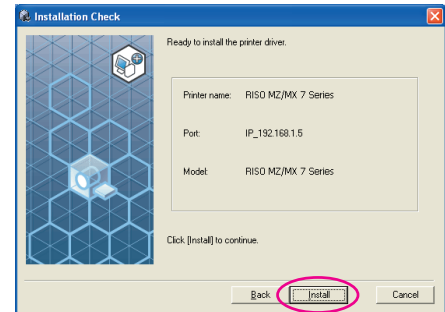 Installation Check
Ready to install the printer driver.
Printer name: RISO MZ/MX 7 Series
Port: IP_192.168.1.5
Model: RISO MZ/MX 7 Series
Click [Install] to continue.
Back Install Cancel